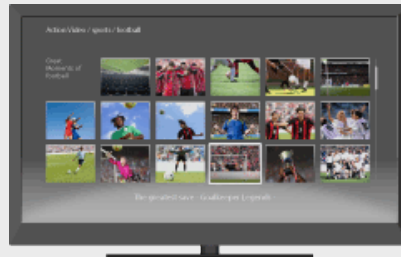 Action Video / sports / football
Great
Moments of
Football
The greatest save - Goalkeeper Legends